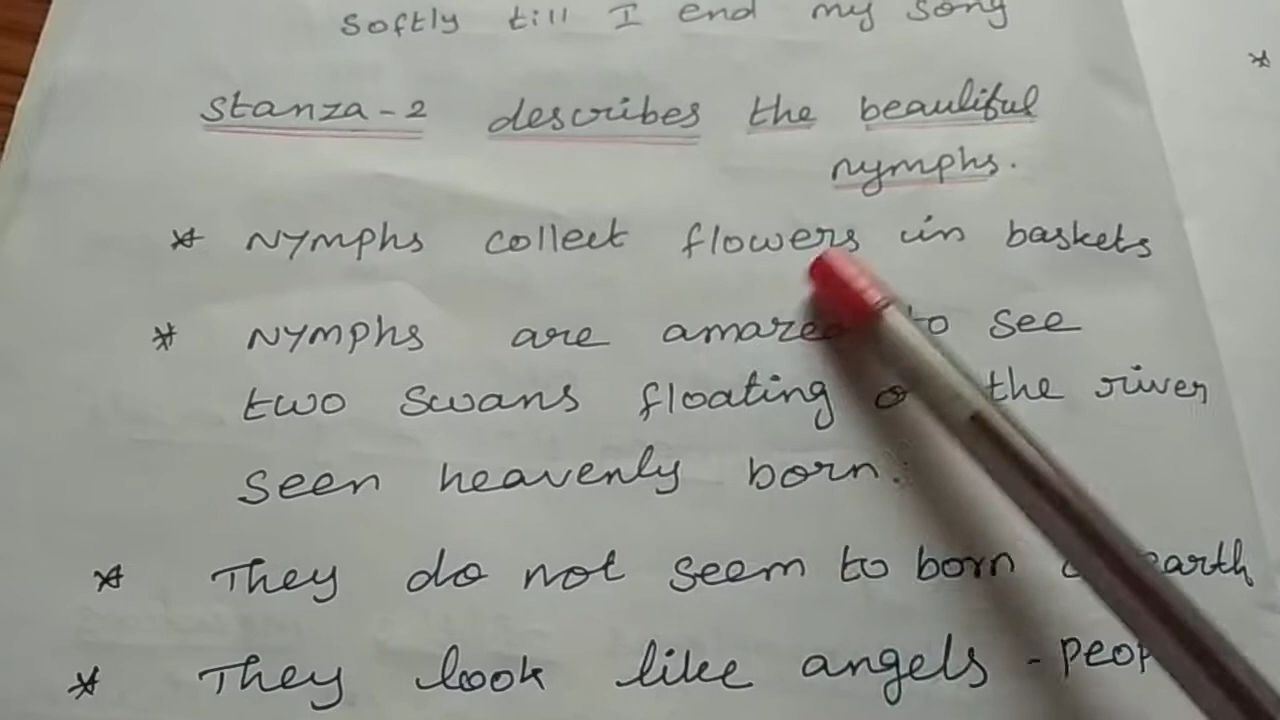 Softly till I end my song
Stanza-2 describes the beautiful
nymphs.
* Nymphs collect flowers in baskets
* Nymphs are amazed to see
two swans floating the river
seen heavenly born.
* They do not seem to born earth
* They look like angels -
*